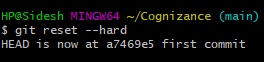 HP@Sidesh MINGW64 ~/Cognizance (main)
$ git reset --hard
HEAD is now at a7469e5 first commit